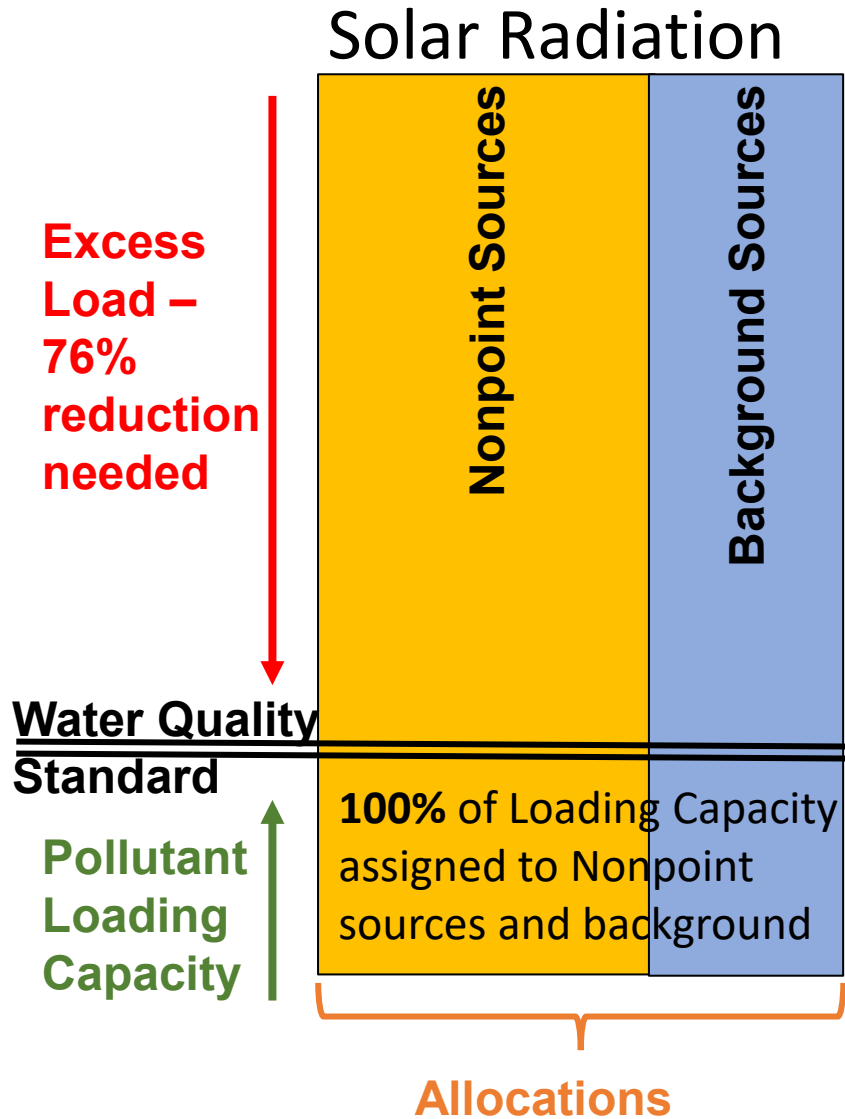 Solar Radiation
Nonpoint Sources
Background Sources
Excess
Load –
76%
reduction
needed
Water Quality
Standard
100% of Loading Capacity
assigned to Nonpoint
sources and background
Pollutant
Loading
Capacity
Allocations